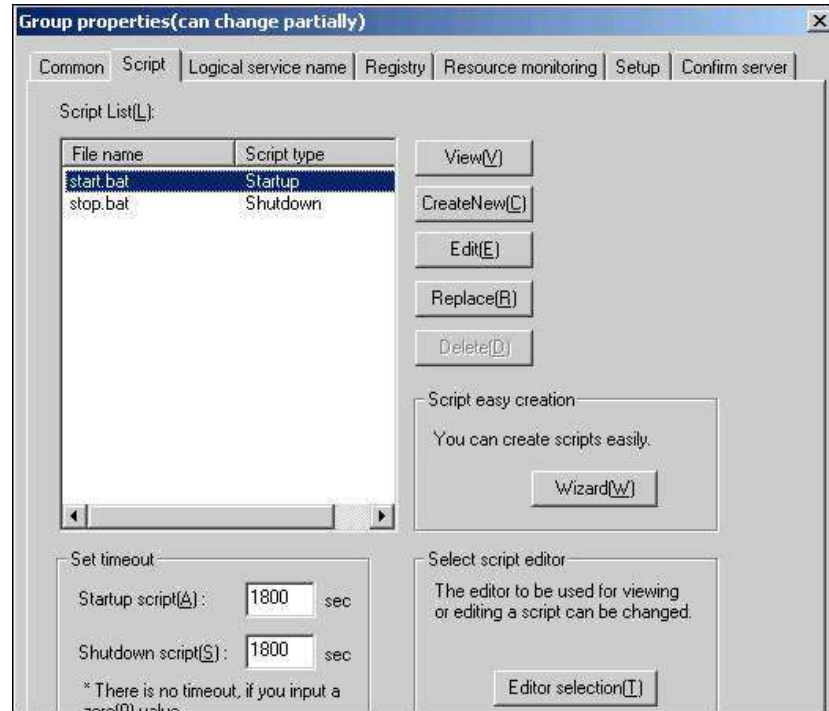 Group properties(can change partially)
Common Script Logical service name Registry Resource monitoring Setup Confirm server
Script List(L):
File name Script type
start.bat Startup
stop.bat Shutdown
View(V)
CreateNew(C)
Edit(E)
Replace(R)
Delete(D)
Script easy creation
You can create scripts easily.
Wizard(W)
Set timeout
Startup script(A) : 1800 sec
Shutdown script(S) : 1800 sec
* There is no timeout, if you input a
zero(0) value
Select script editor
The editor to be used for viewing
or editing a script can be changed.
Editor selection(T)